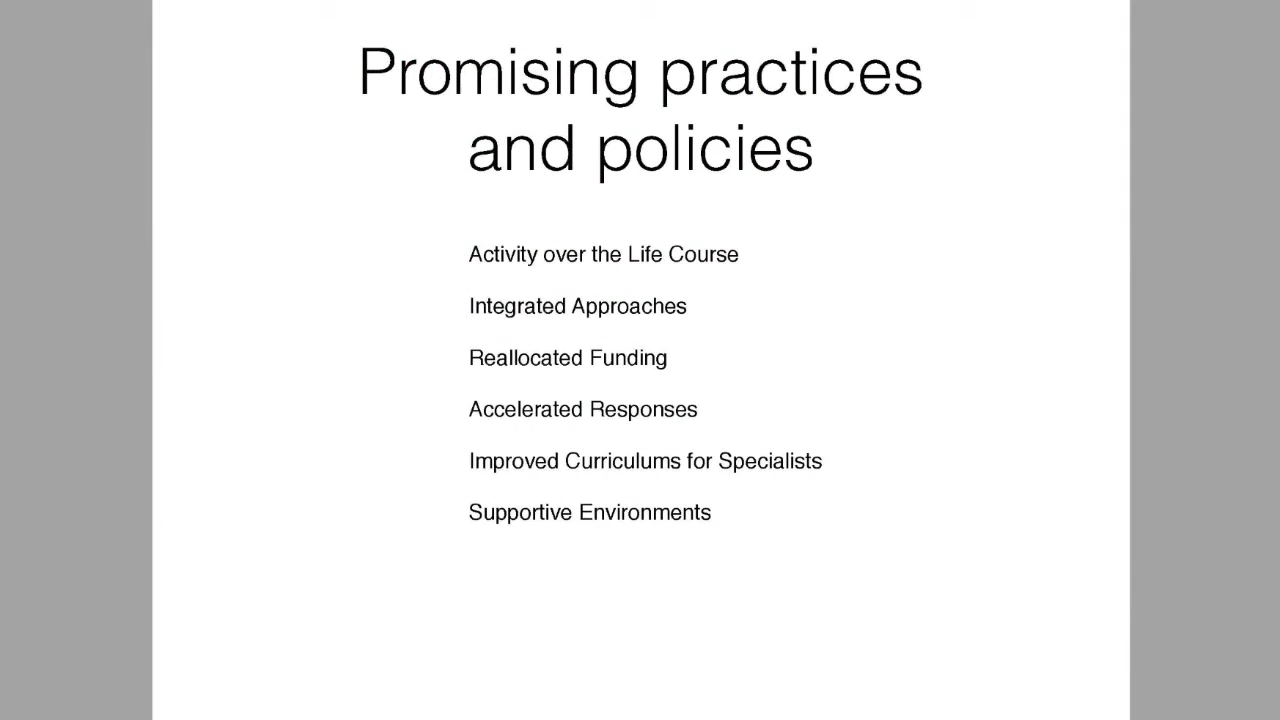 Promising practices
and policies
Activity over the Life Course
Integrated Approaches
Reallocated Funding
Accelerated Responses
Improved Curriculums for Specialists
Supportive Environments